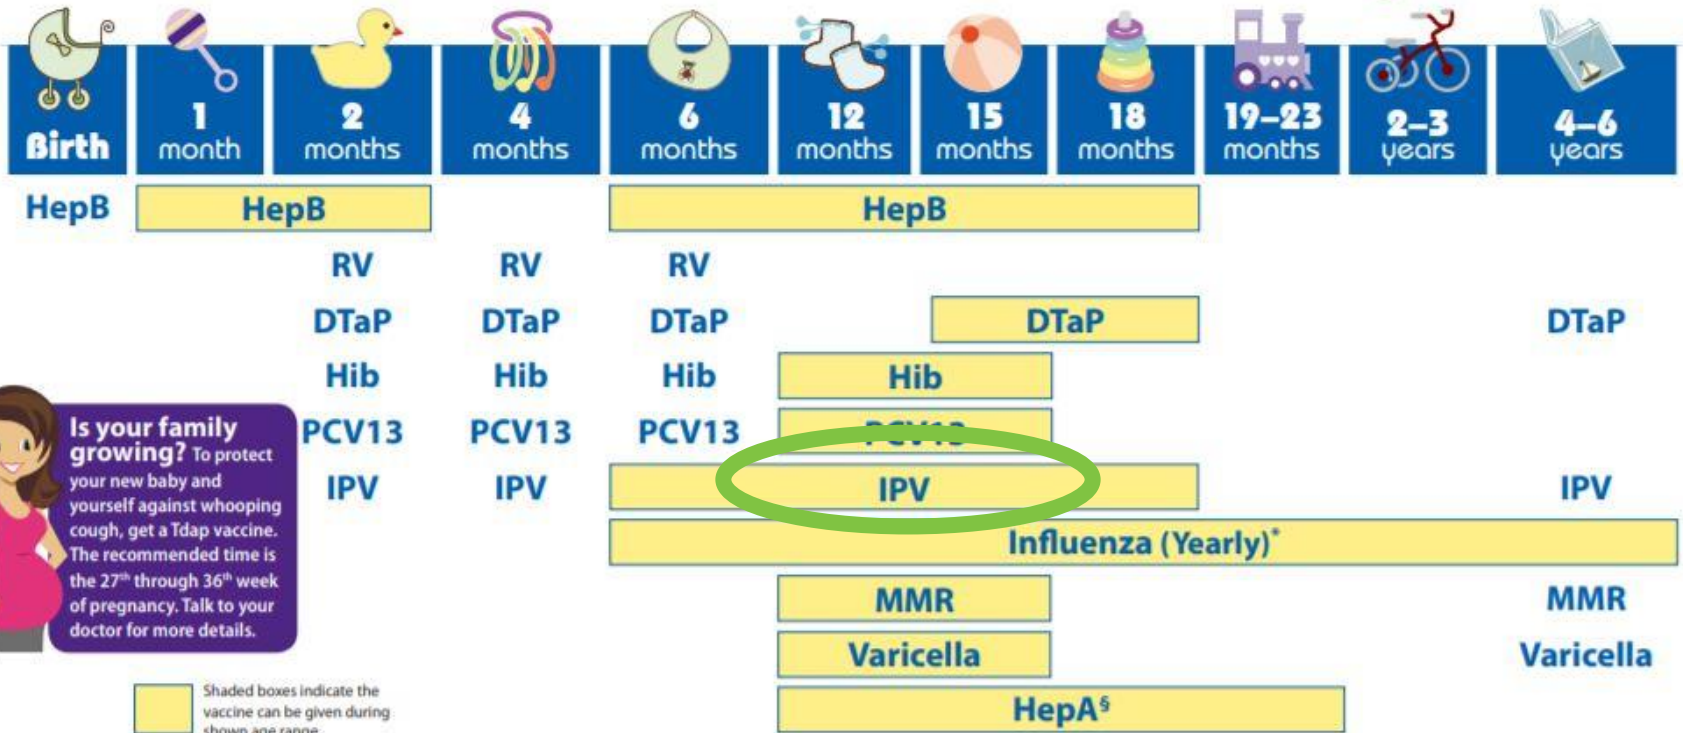 Birth
1 month
2 months
4 months
6 months
12 months
15 months
18 months
19–23 months
2–3 years
4–6 years
HepB HepB HepB
RV RV RV
DTaP DTaP DTaP DTaP DTaP
Hib Hib Hib Hib
PCV13 PCV13 PCV13 PCV13
IPV IPV IPV IPV
Influenza (Yearly)*
MMR MMR
Varicella Varicella
HepA§
Is your family
growing? To protect
your new baby and
yourself against whooping
cough, get a Tdap vaccine.
The recommended time is
the 27th through 36th week
of pregnancy. Talk to your
doctor for more details.
Shaded boxes indicate the
vaccine can be given during
shown age range.